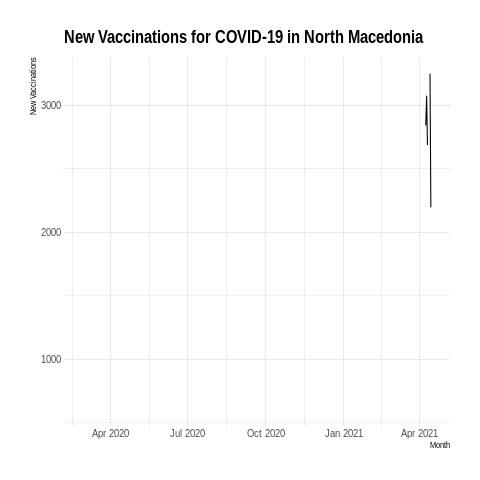 New Vaccinations for COVID-19 in North Macedonia
New Vaccinations
3000
2000
1000
Apr 2020
Jul 2020
Oct 2020
Jan 2021
Apr 2021
Month